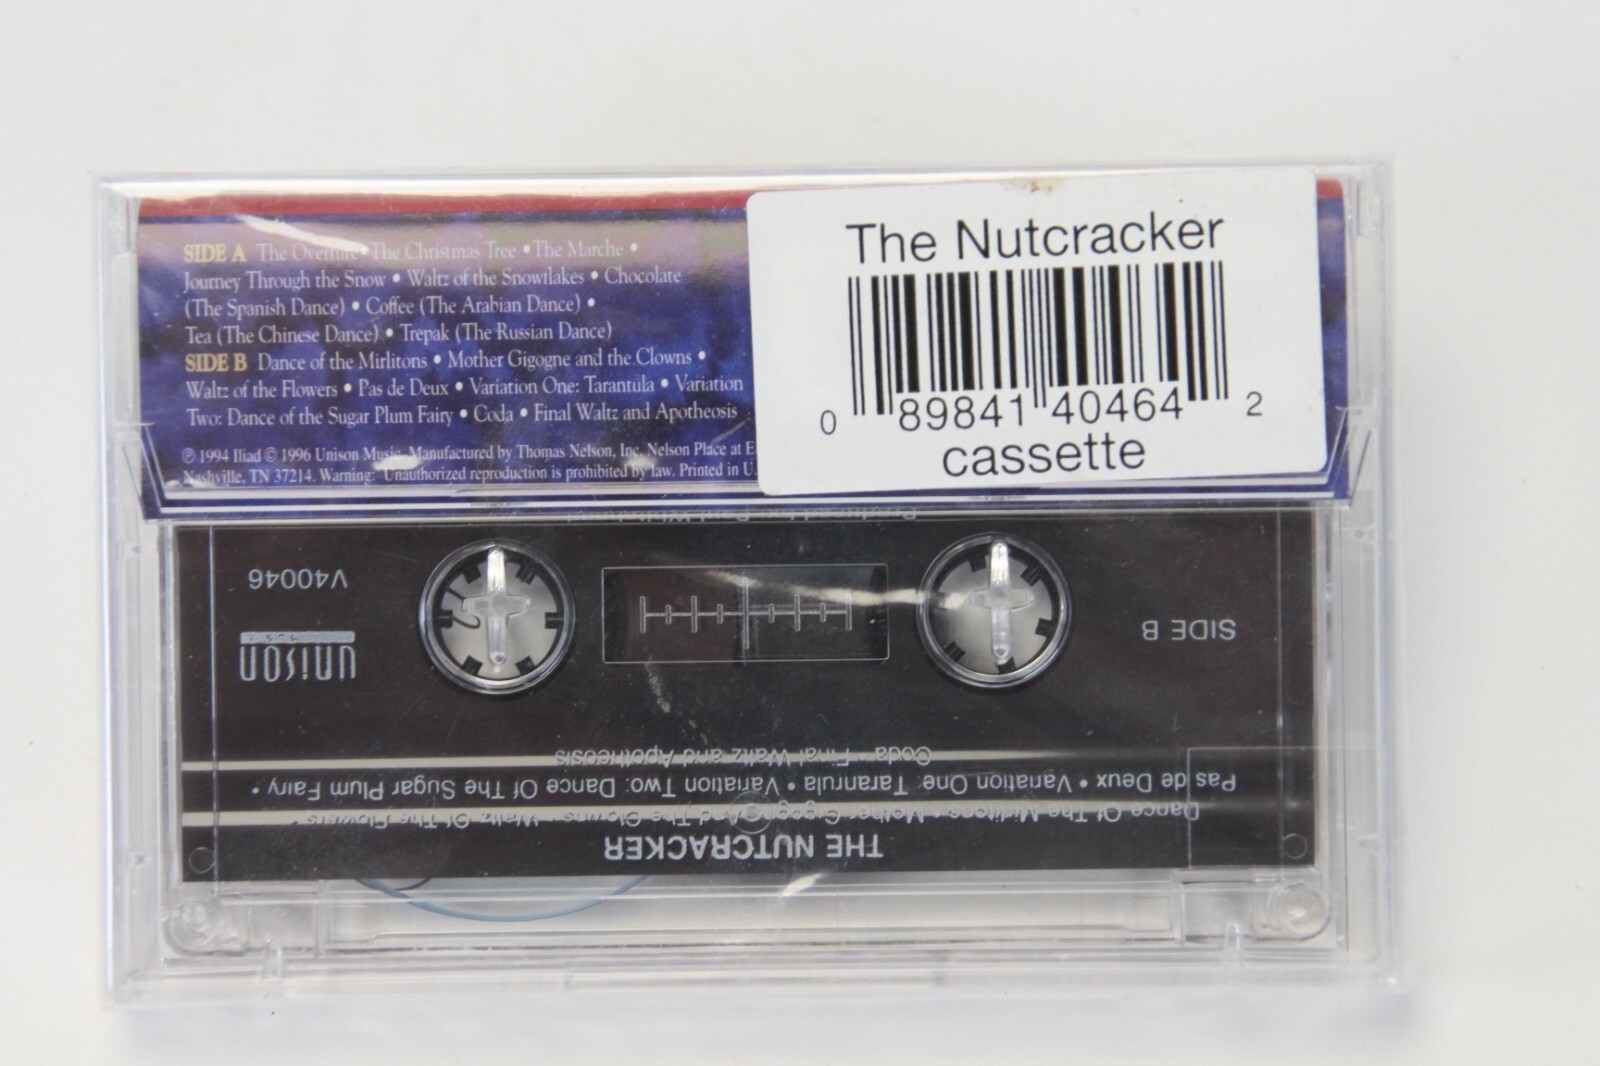 SIDE A The Overture • The Christmas Tree • The Marche •
Journey Through the Snow • Waltz of the Snowflakes • Chocolate
(The Spanish Dance) • Coffee (The Arabian Dance) •
Tea (The Chinese Dance) • Trepak (The Russian Dance)
SIDE B Dance of the Mirlitons • Mother Gigogne and the Clowns •
Waltz of the Flowers • Pas de Deux • Variation One: Tarantula • Variation
Two: Dance of the Sugar Plum Fairy • Coda • Final Waltz and Apotheosis
℗ 1994 Iliad © 1996 Unison Music. Manufactured by Thomas Nelson, Inc. Nelson Place at E
Nashville, TN 37214. Warning: Unauthorized reproduction is prohibited by law. Printed in U.
The Nutcracker
0 89841 40464 2
cassette
THE NUTCRACKER
Dance Of The Mirlitons • Mother Gigogne And The Clowns • Waltz Of The Flowers •
Pas de Deux • Variation One: Taranrula • Variation Two: Dance Of The Sugar Plum Fairy •
Coda • Final Waltz and Apotheosis
SIDE B
unison
V40046